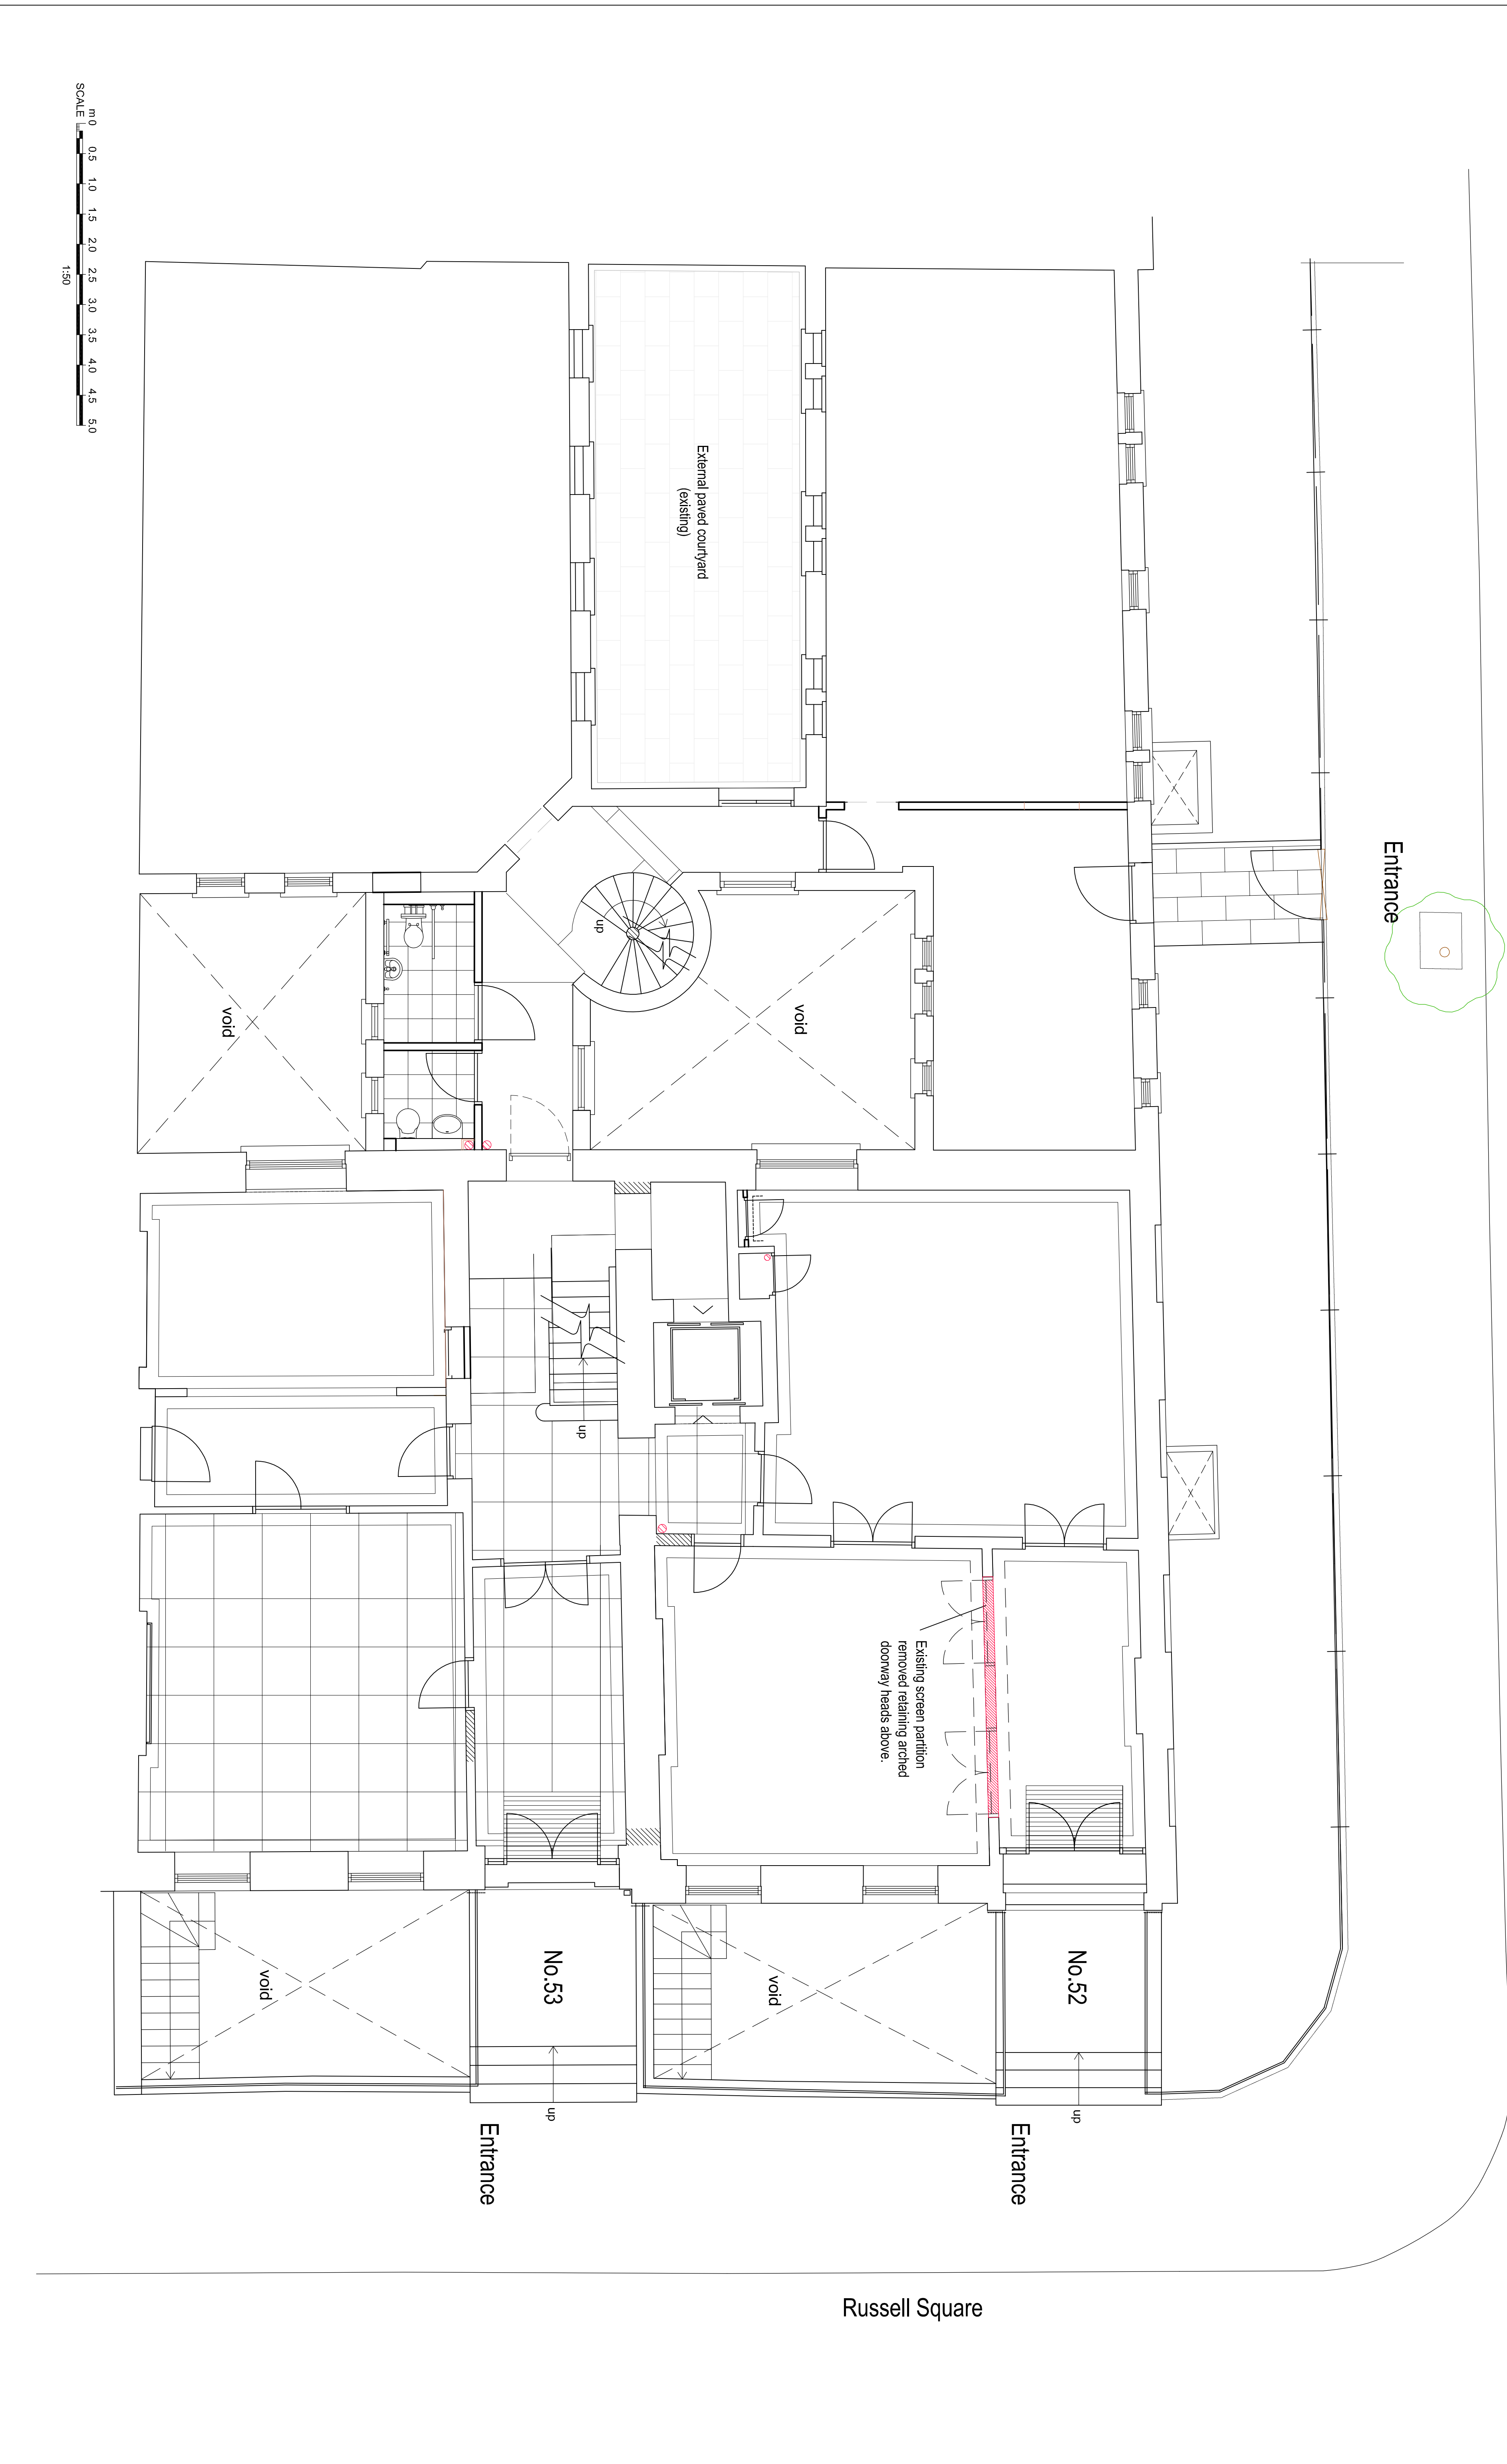 SCALE
m 0 0.5 1.0 1.5 2.0 2.5 3.0 3.5 4.0 4.5 5.0
1:50
External paved courtyard
(existing)
Entrance
up
void
void
up
Existing screen partition
removed retaining arched
doorway heads above.
void
No.53
void
No.52
up
up
Entrance
Entrance
Russell Square